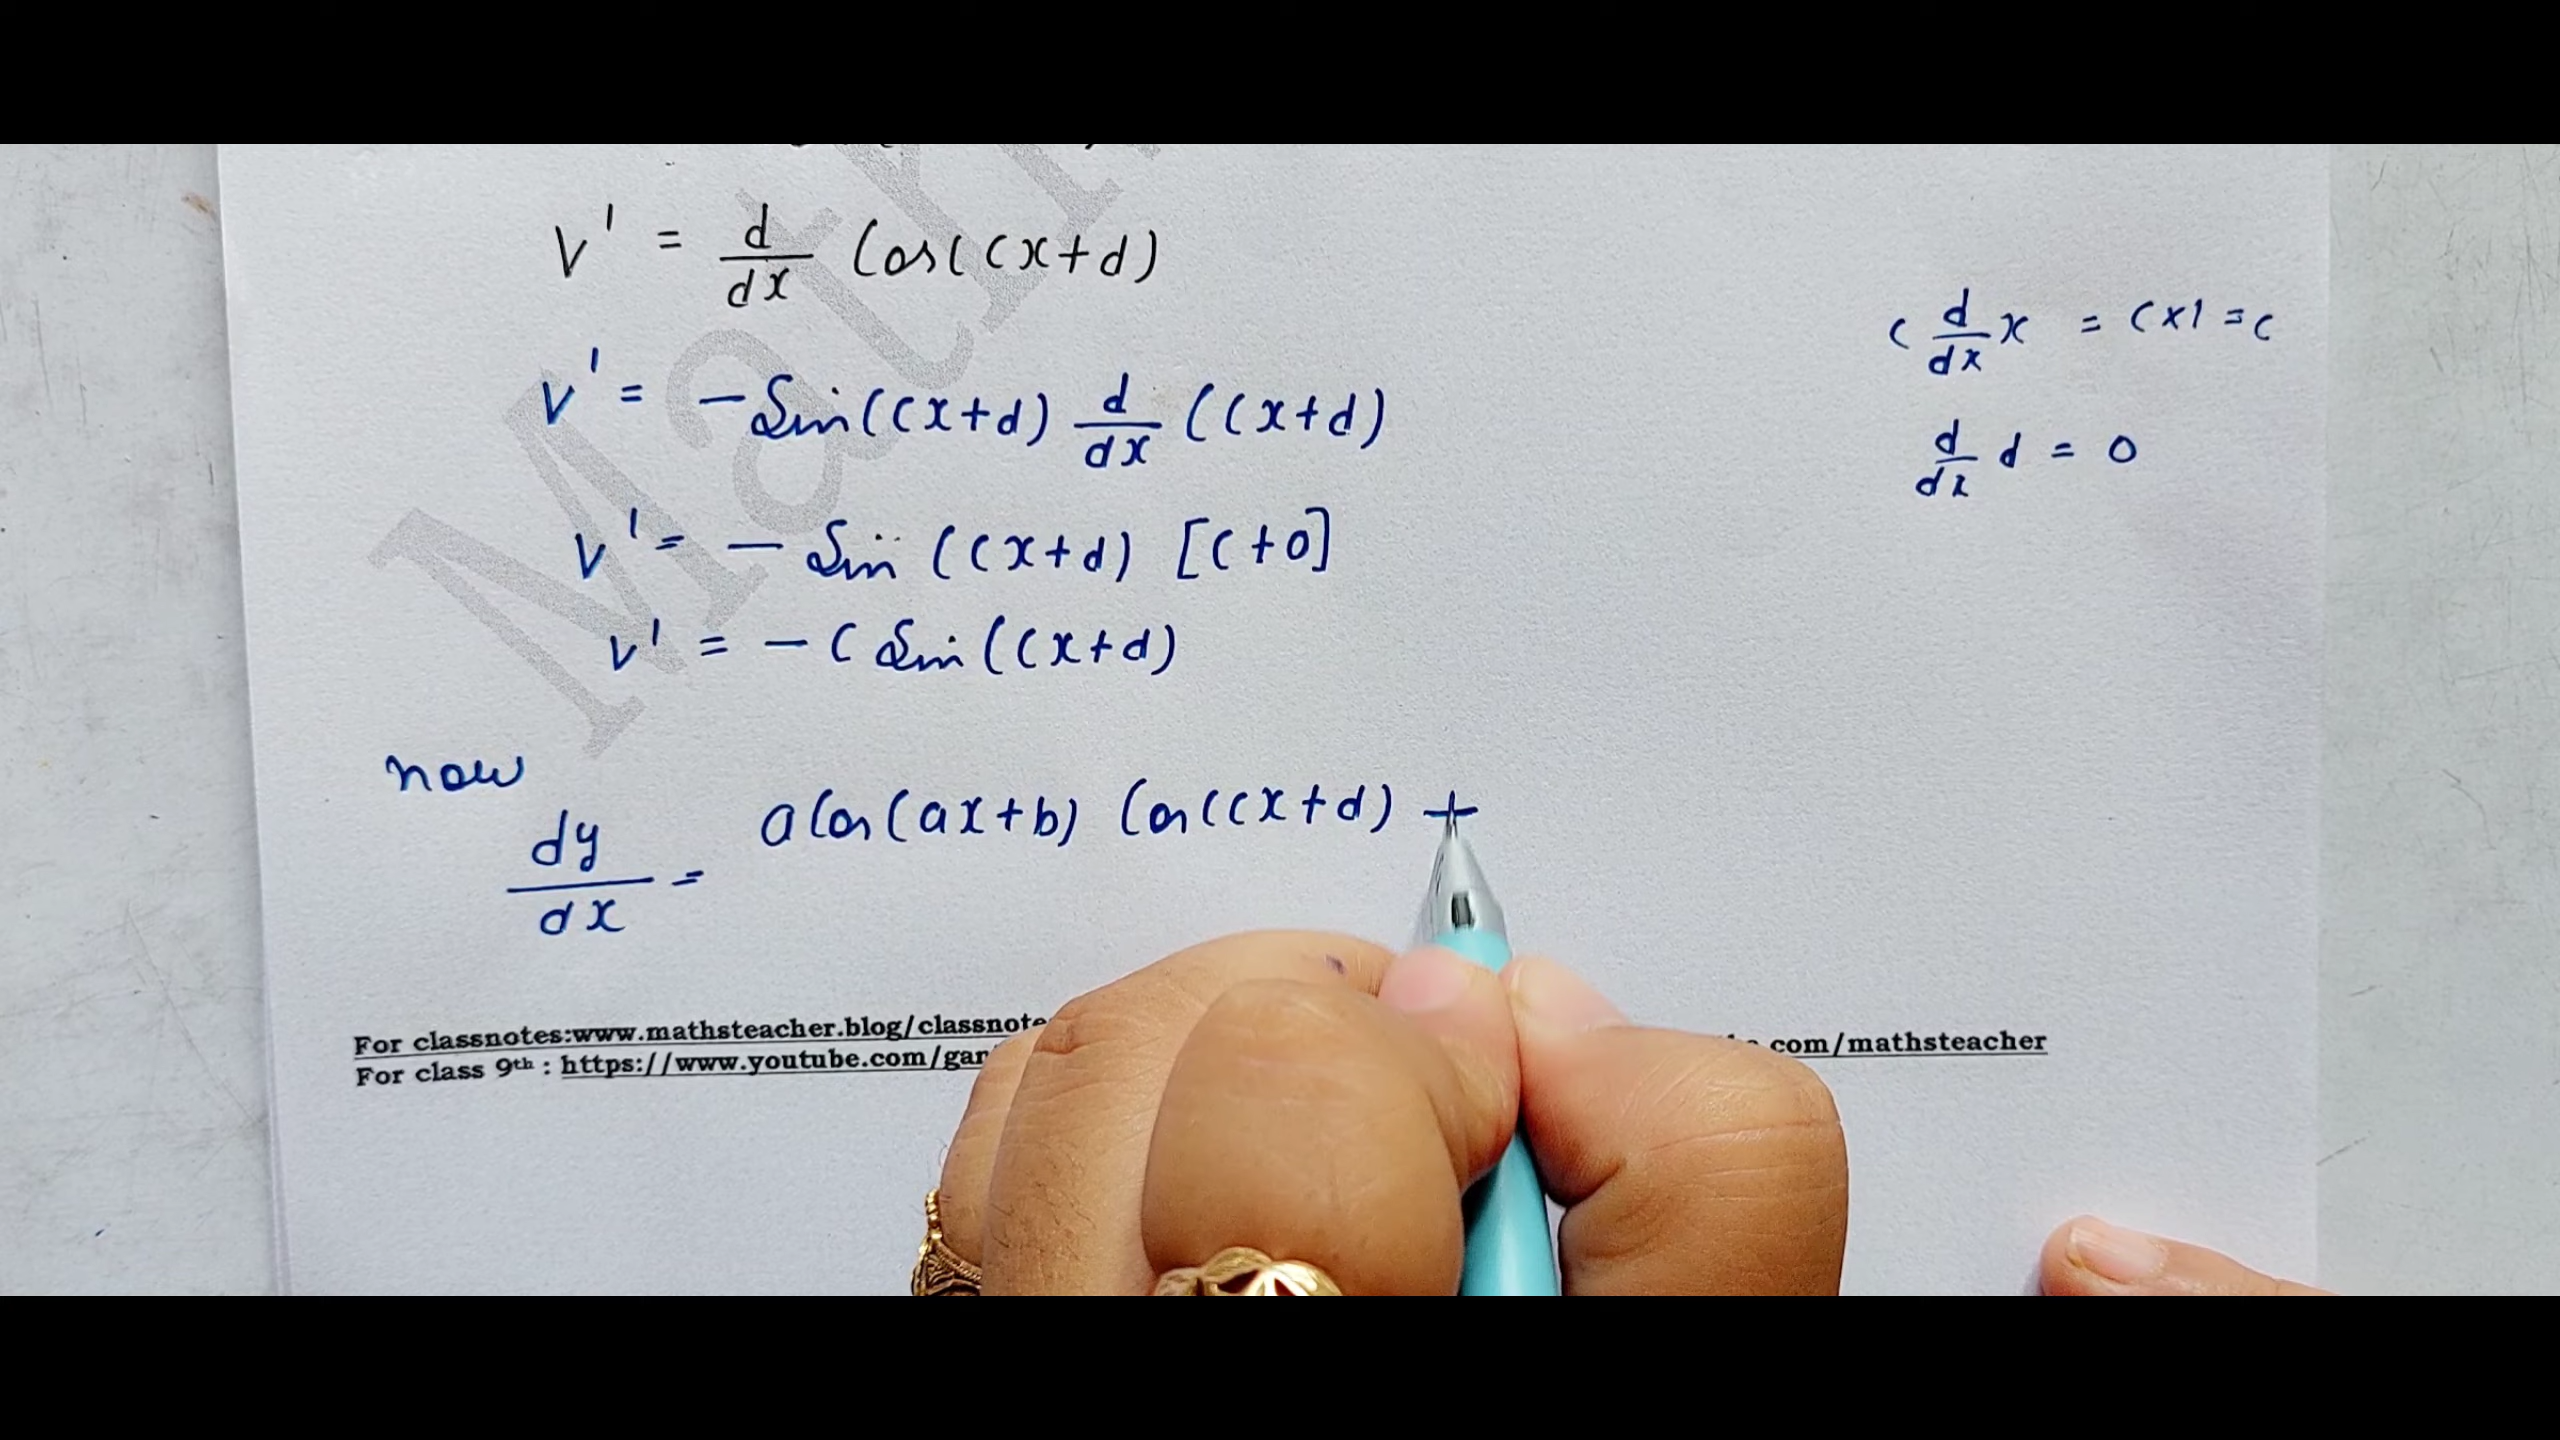 V' = d/dx Cos(cx+d)
V' = -Sin(cx+d) d/dx (cx+d)
V' = - Sin (cx+d) [c+0]
V' = - c Sin(cx+d)
c d/dx x = c×1 = c
d/dx d = 0
now
dy/dx = a Cos(ax+b) Cos(cx+d) +
For classnotes:www.mathsteacher.blog/classnote
com/mathsteacher
For class 9th : https://www.youtube.com/gan